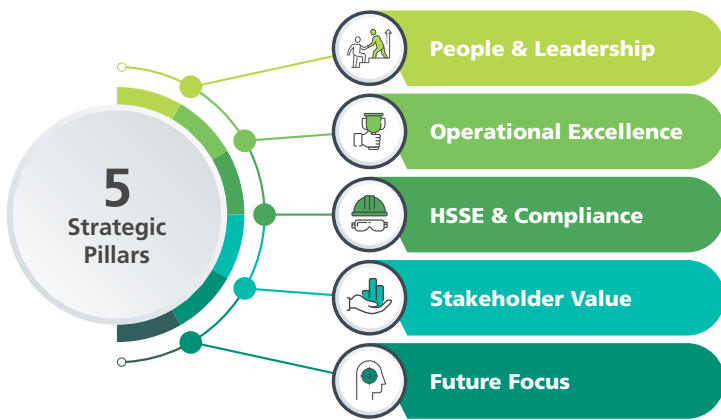 5
Strategic
Pillars
People & Leadership
Operational Excellence
HSSE & Compliance
Stakeholder Value
Future Focus